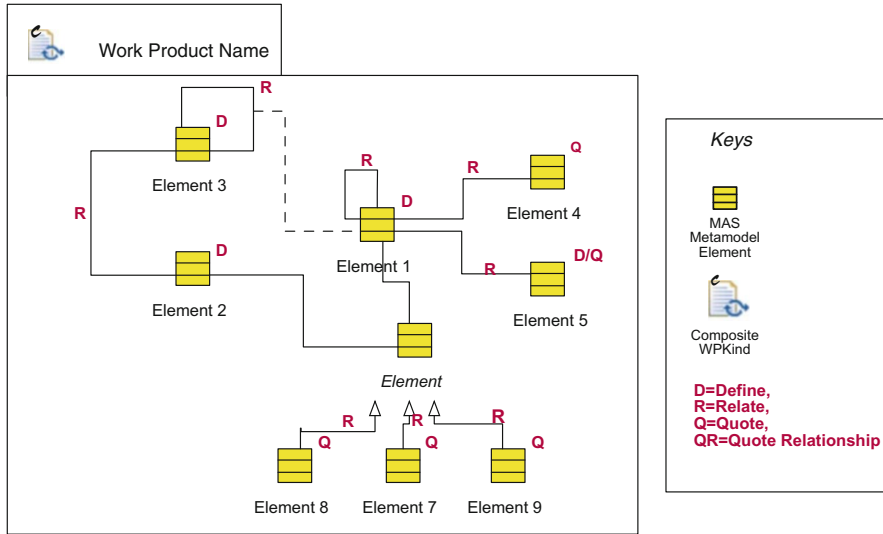 Work Product Name
R
D
Element 3
R
D
Element 2
R
D
Element 1
R
Q
Element 4
R
D/Q
Element 5
Element
R
R
R
Q
Q
Q
Element 8
Element 7
Element 9
Keys
MAS
Metamodel
Element
Composite
WPKind
D=Define,
R=Relate,
Q=Quote,
QR=Quote Relationship